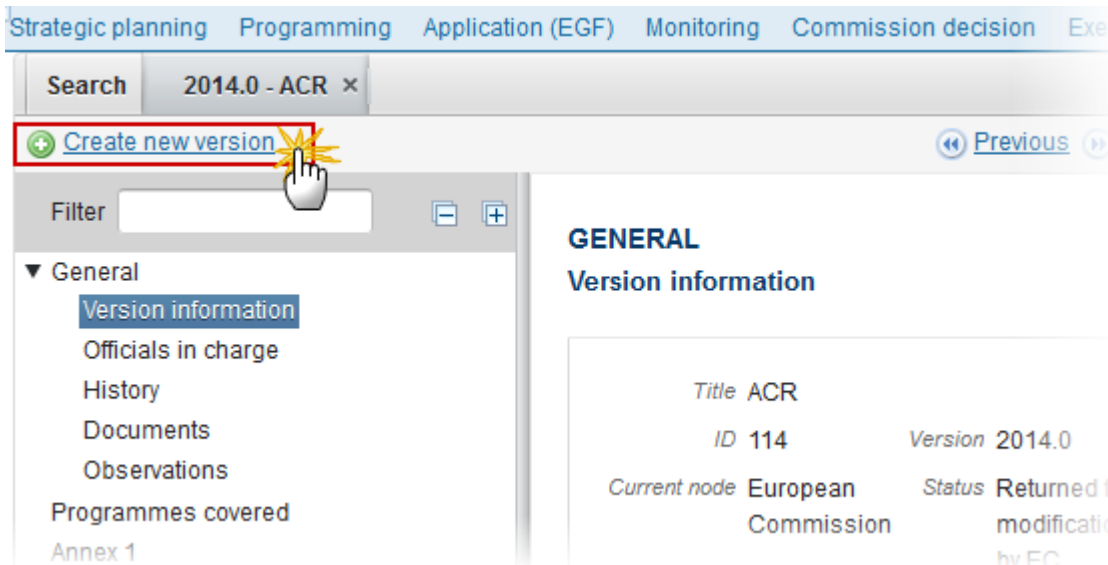 Strategic planning Programming Application (EGF) Monitoring Commission decision
Search 2014.0 - ACR ×
Create new version Previous
Filter
GENERAL
▼ General
Version information
Version information
Officials in charge
History
Title ACR
Documents
ID 114 Version 2014.0
Observations
Current node European Status Returned
Programmes covered
Commission
Annex 1
by EC